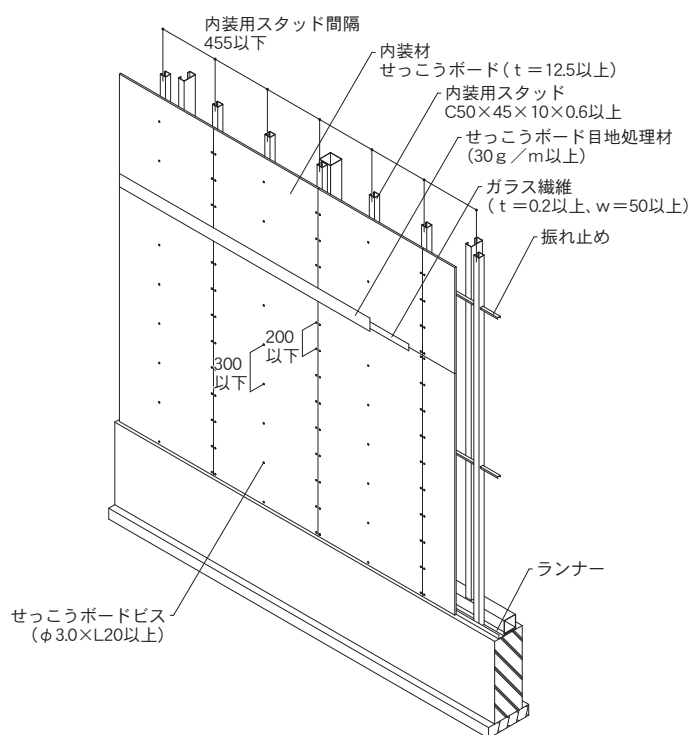 内装用スタッド間隔
455以下
内装材
せっこうボード(t＝12.5以上)
内装用スタッド
C50×45×10×0.6以上
せっこうボード目地処理材
(30g／m以上)
ガラス繊維
(t＝0.2以上、w＝50以上)
振れ止め
200
以下
300
以下
ランナー
せっこうボードビス
(φ3.0×L20以上)